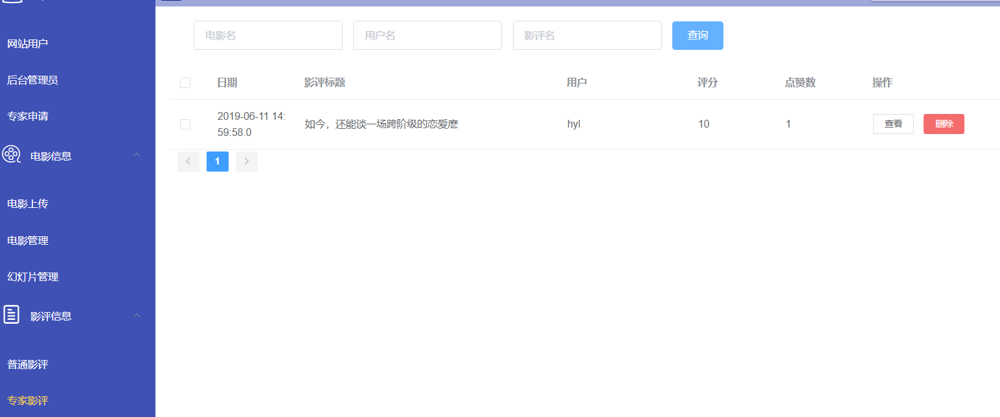 网站用户
后台管理员
专家申请
电影信息
电影上传
电影管理
幻灯片管理
影评信息
普通影评
专家影评
电影名
用户名
影评名
查询
日期
影评标题
用户
评分
点赞数
操作
2019-06-11 14:
59:58.0
如今，还能谈一场跨阶级的恋爱麽
hyl
10
1
查看
删除
1